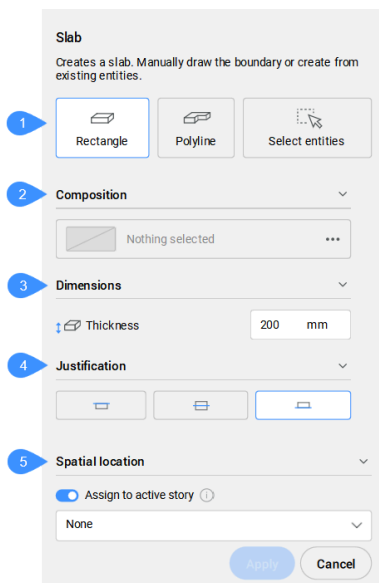 Slab
Creates a slab. Manually draw the boundary or create from
existing entities.
1
Rectangle
Polyline
Select entities
2
Composition
Nothing selected
3
Dimensions
Thickness
200 mm
4
Justification
5
Spatial location
Assign to active story
None
Apply
Cancel